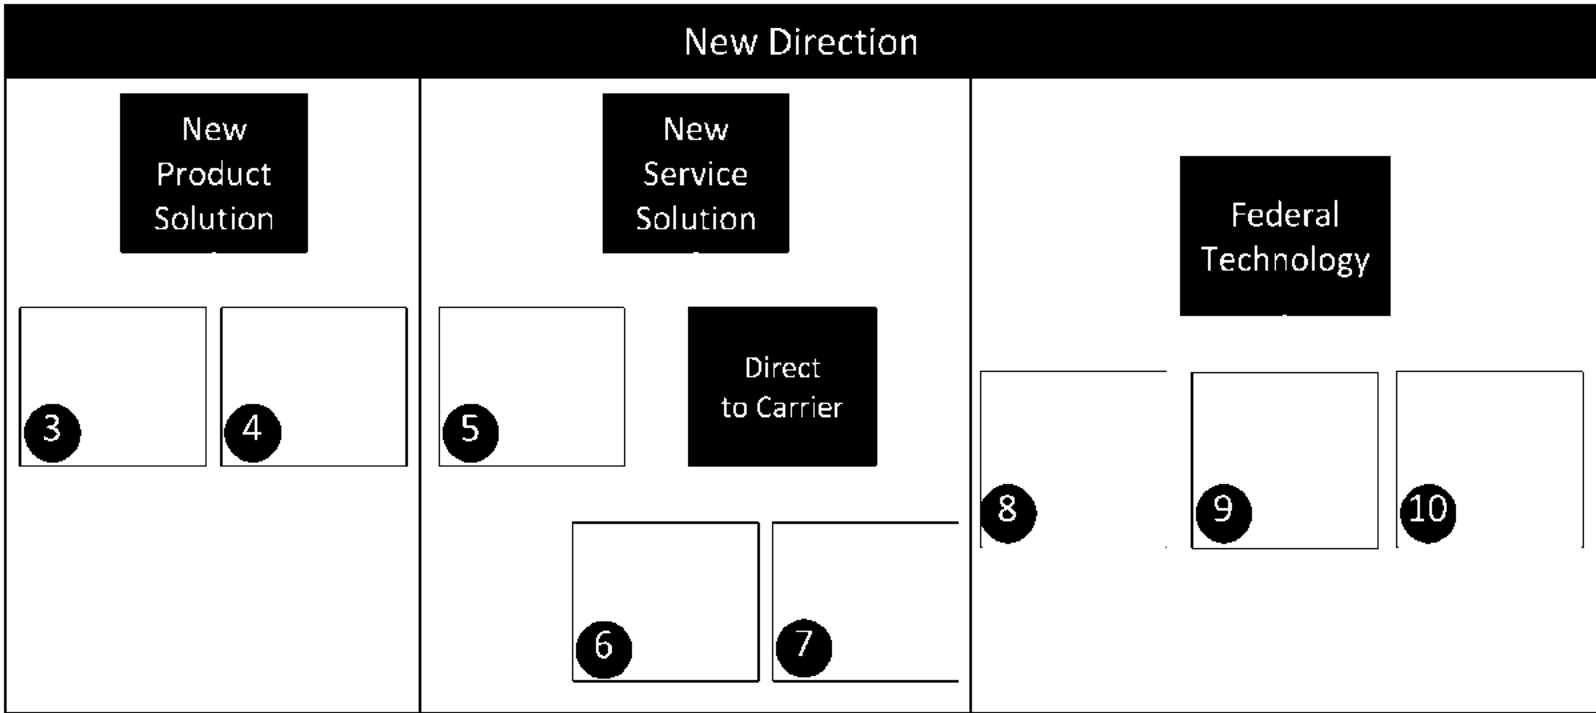 New Direction
New
Product
Solution
3
4
New
Service
Solution
5
Direct
to Carrier
6
7
Federal
Technology
8
9
10